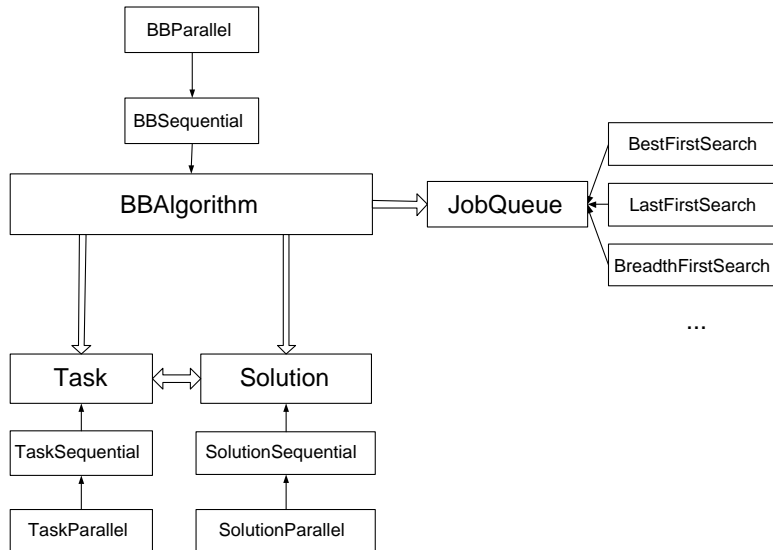 BBParallel
BBSequential
BBAlgorithm
JobQueue
BestFirstSearch
LastFirstSearch
BreadthFirstSearch
...
Task
Solution
TaskSequential
SolutionSequential
TaskParallel
SolutionParallel